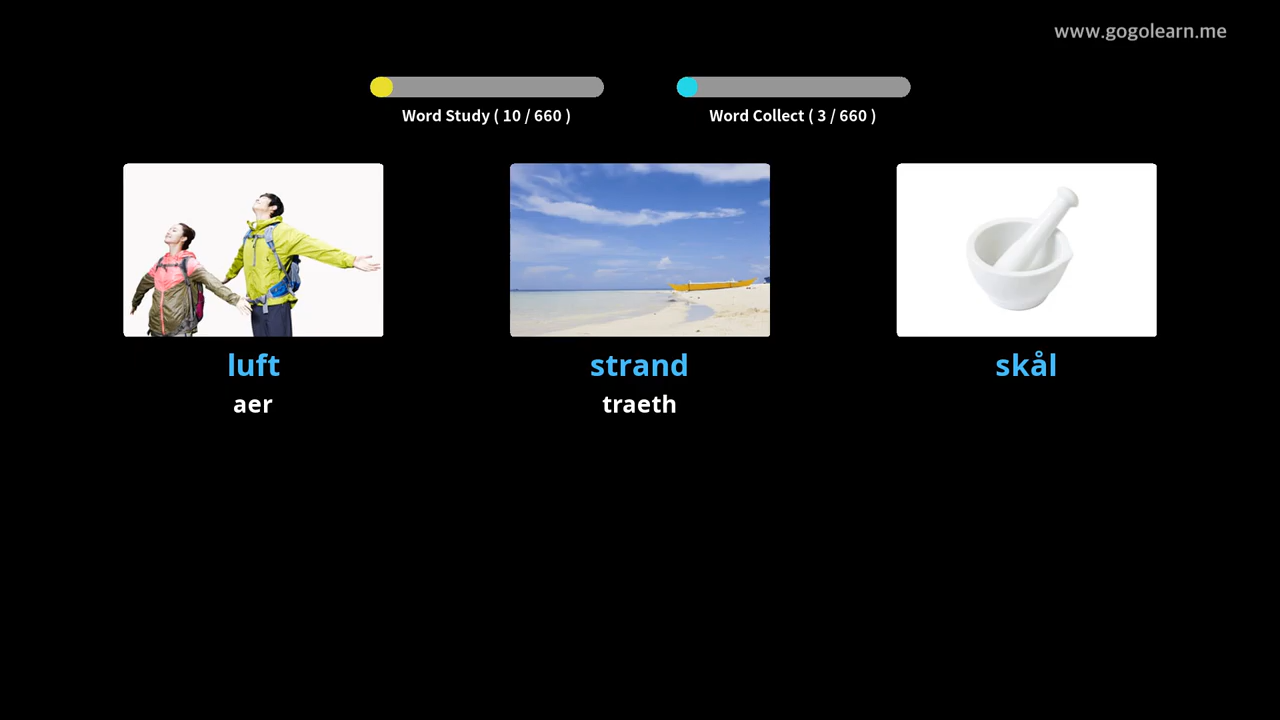 www.gogolearn.me
Word Study ( 10 / 660 )
Word Collect ( 3 / 660 )
luft
strand
skål
aer
traeth